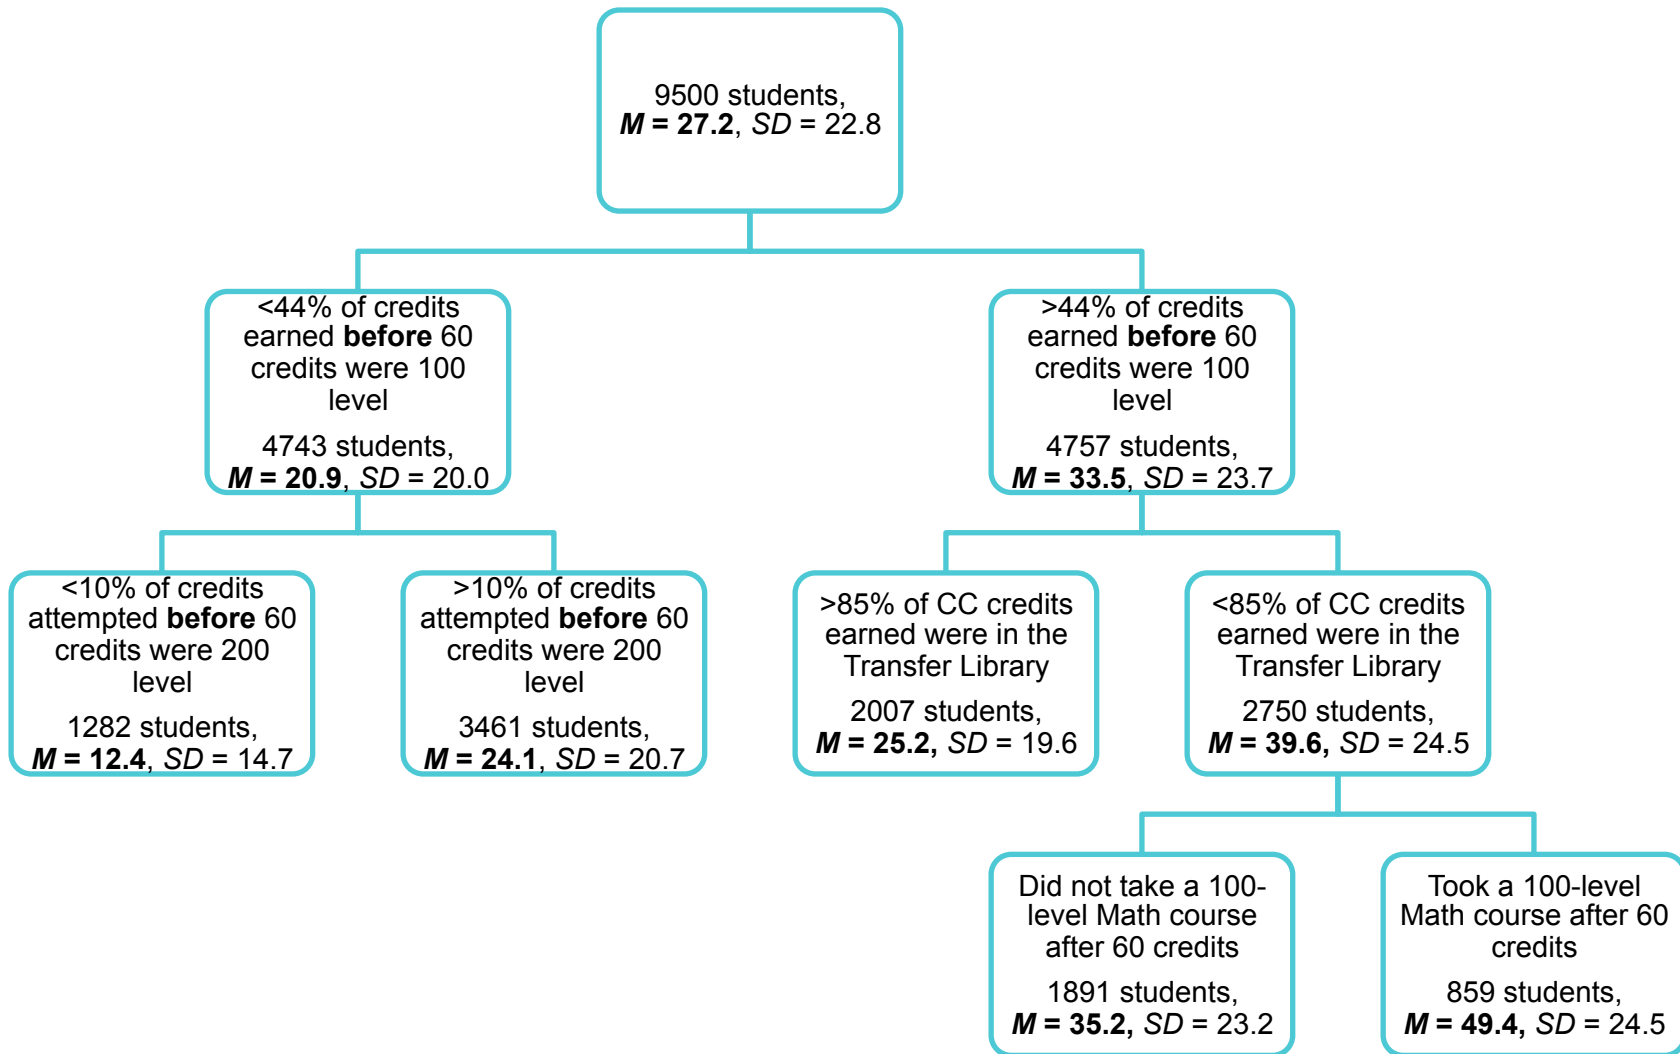 9500 students,
M = 27.2, SD = 22.8
<44% of credits
earned before 60
credits were 100
level
4743 students,
M = 20.9, SD = 20.0
>44% of credits
earned before 60
credits were 100
level
4757 students,
M = 33.5, SD = 23.7
<10% of credits
attempted before 60
credits were 200
level
1282 students,
M = 12.4, SD = 14.7
>10% of credits
attempted before 60
credits were 200
level
3461 students,
M = 24.1, SD = 20.7
>85% of CC credits
earned were in the
Transfer Library
2007 students,
M = 25.2, SD = 19.6
<85% of CC credits
earned were in the
Transfer Library
2750 students,
M = 39.6, SD = 24.5
Did not take a 100-
level Math course
after 60 credits
1891 students,
M = 35.2, SD = 23.2
Took a 100-level
Math course after 60
credits
859 students,
M = 49.4, SD = 24.5